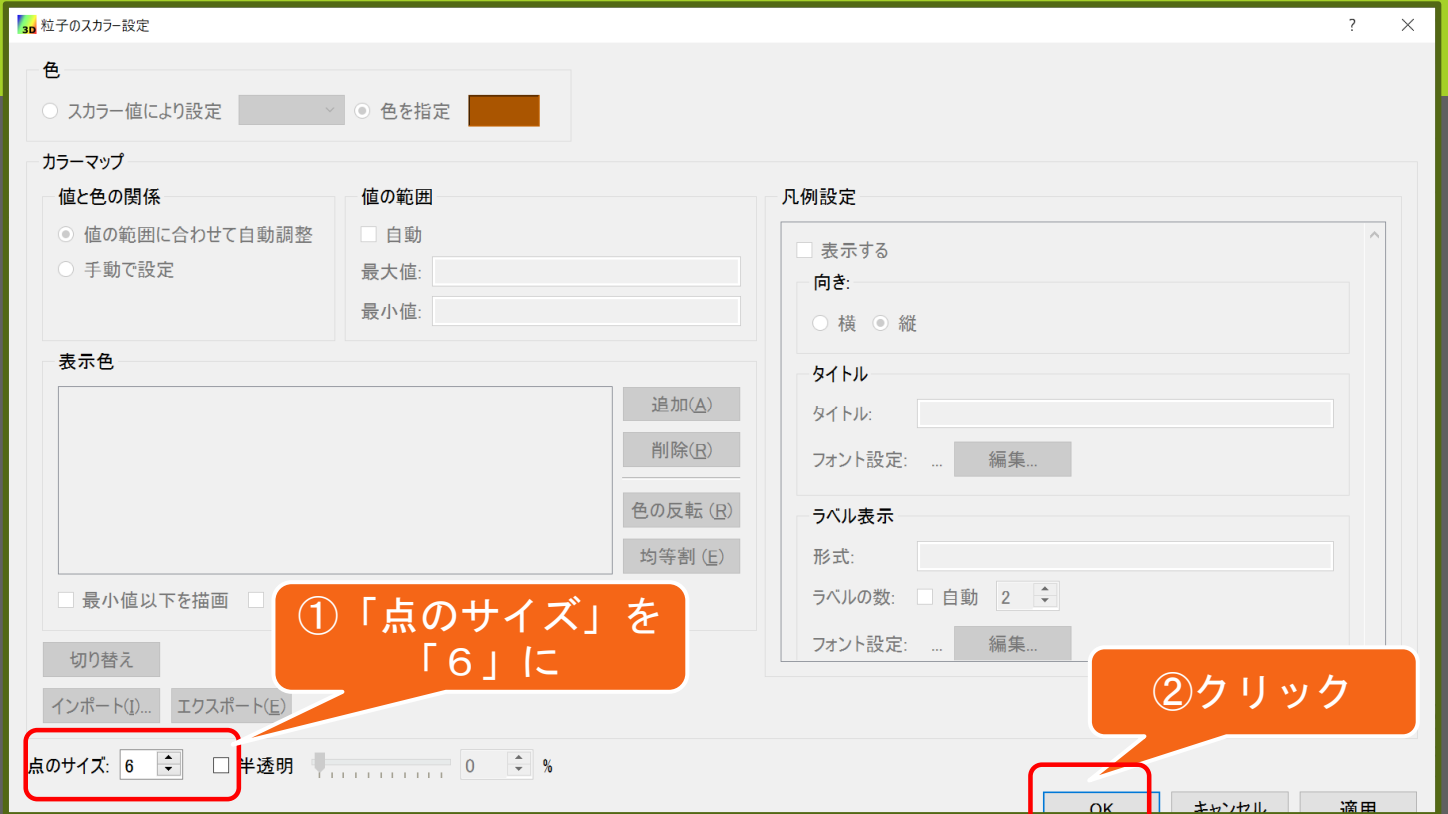 3D 粒子のスカラー設定 ?
色
スカラー値により設定 色を指定
カラーマップ
値と色の関係
値の範囲に合わせて自動調整
手動で設定
値の範囲
自動
最大値:
最小値:
表示色
追加(A)
削除(R)
色の反転 (R)
均等割 (E)
最小値以下を描画
切り替え
インポート(I)... エクスポート(E)
凡例設定
表示する
向き:
横 縦
タイトル
タイトル:
フォント設定: ... 編集...
ラベル表示
形式:
ラベルの数: 自動 2
フォント設定: ... 編集...
①「点のサイズ」を
「６」に
②クリック
点のサイズ: 6 半透明 0 %
OK キャンセル 適用